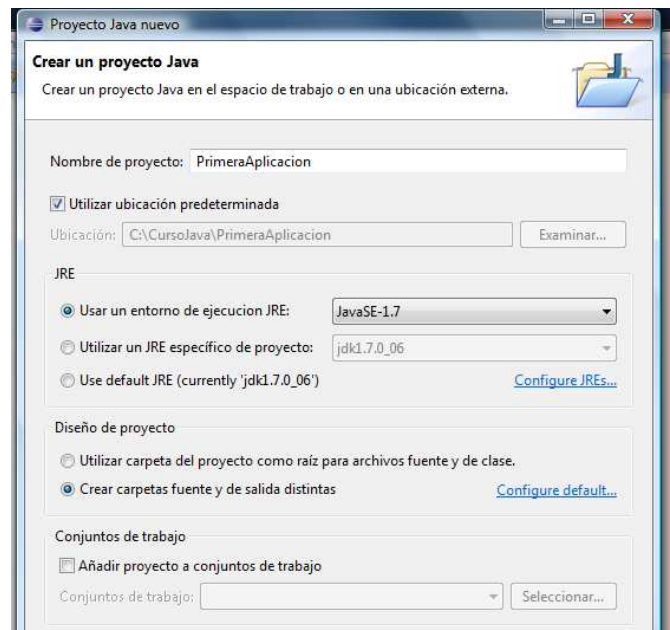 Proyecto Java nuevo
Crear un proyecto Java
Crear un proyecto Java en el espacio de trabajo o en una ubicación externa.
Nombre de proyecto: PrimeraAplicacion
Utilizar ubicación predeterminada
Ubicación: C:\CursoJava\PrimeraAplicacion Examinar...
JRE
Usar un entorno de ejecucion JRE: JavaSE-1.7
Utilizar un JRE específico de proyecto: jdk1.7.0_06
Use default JRE (currently 'jdk1.7.0_06') Configure JREs...
Diseño de proyecto
Utilizar carpeta del proyecto como raíz para archivos fuente y de clase.
Crear carpetas fuente y de salida distintas Configure default...
Conjuntos de trabajo
Añadir proyecto a conjuntos de trabajo
Conjuntos de trabajo: Seleccionar...